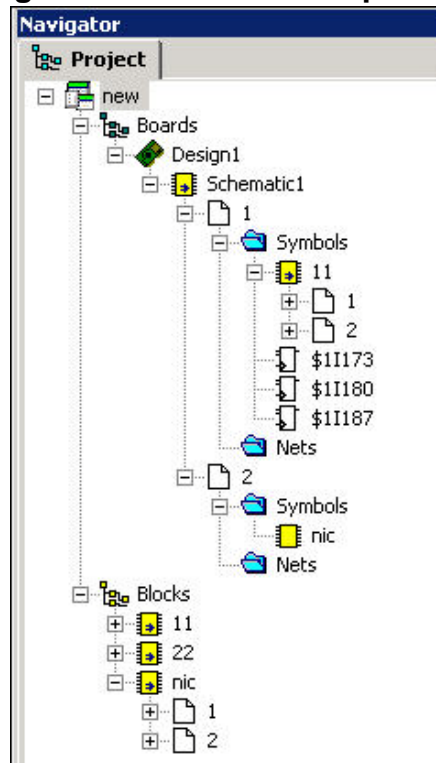 Navigator
Project
new
Boards
Design1
Schematic1
1
Symbols
11
1
2
$1I173
$1I180
$1I187
Nets
2
Symbols
nic
Nets
Blocks
11
22
nic
1
2